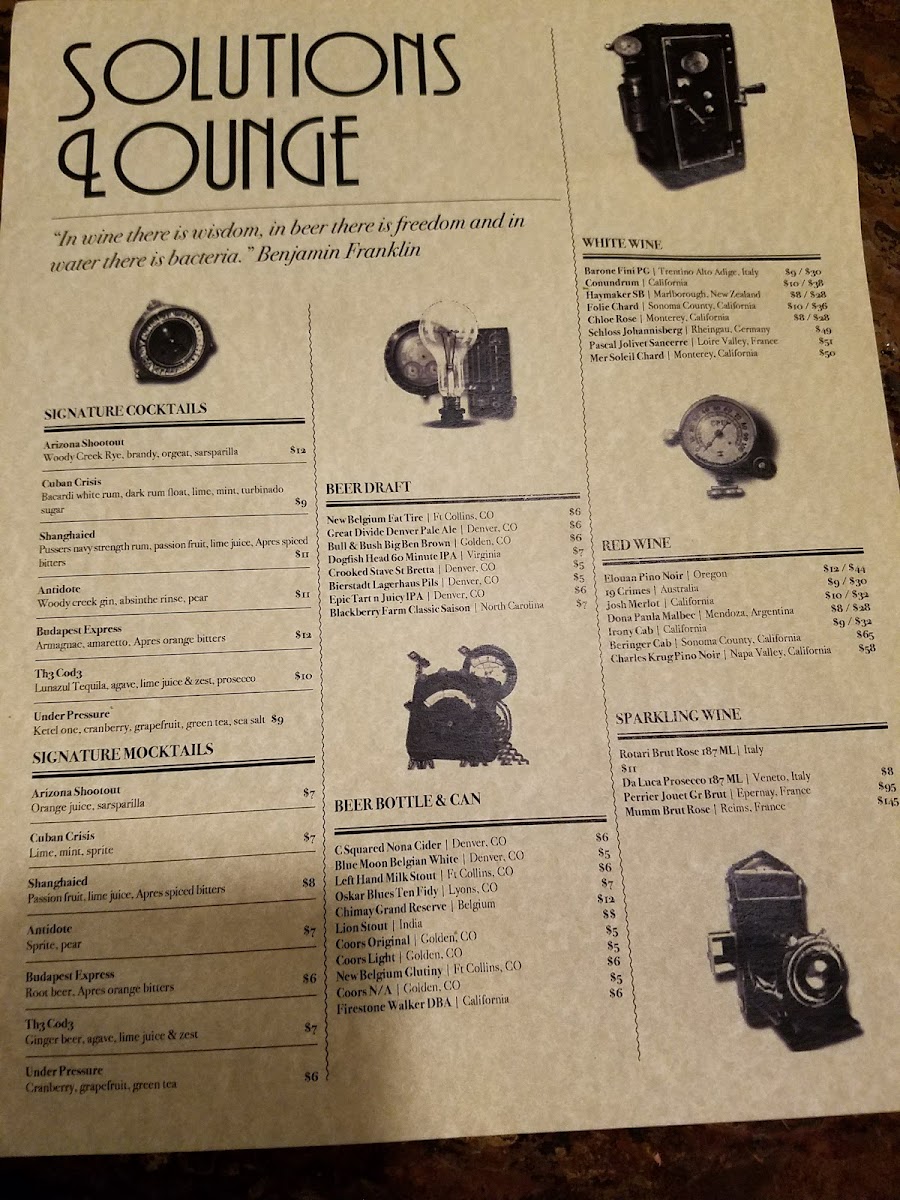 SOLUTIONS
LOUNGE
“In wine there is wisdom, in beer there is freedom and in
water there is bacteria.” Benjamin Franklin
SIGNATURE COCKTAILS
Arizona Shootout
Woody Creek Rye, brandy, orgeat, sarsparilla $12
Cuban Crisis
Bacardi white rum, dark rum float, lime, mint, turbinado
sugar $9
Shanghaied
Pussers navy strength rum, passion fruit, lime juice, Apres spiced
bitters $11
Antidote
Woody creek gin, absinthe rinse, pear $11
Budapest Express
Armagnac, amaretto, Apres orange bitters $12
Th3 Cod3
Lunazul Tequila, agave, lime juice & zest, prosecco $10
Under Pressure
Ketel one, cranberry, grapefruit, green tea, sea salt $9
SIGNATURE MOCKTAILS
Arizona Shootout
Orange juice, sarsparilla $7
Cuban Crisis
Lime, mint, sprite $7
Shanghaied
Passion fruit, lime juice, Apres spiced bitters $8
Antidote
Sprite, pear $7
Budapest Express
Root beer, Apres orange bitters $6
Th3 Cod3
Ginger beer, agave, lime juice & zest $7
Under Pressure
Cranberry, grapefruit, green tea $6
BEER DRAFT
New Belgium Fat Tire | Ft Collins, CO $6
Great Divide Denver Pale Ale | Denver, CO $6
Bull & Bush Big Ben Brown | Golden, CO $6
Dogfish Head 60 Minute IPA | Virginia $7
Crooked Stave St Bretta | Denver, CO $5
Bierstadt Lagerhaus Pils | Denver, CO $5
Epic Tart n Juicy IPA | Denver, CO $6
Blackberry Farm Classic Saison | North Carolina $7
BEER BOTTLE & CAN
C Squared Nona Cider | Denver, CO $6
Blue Moon Belgian White | Denver, CO $5
Left Hand Milk Stout | Ft Collins, CO $6
Oskar Blues Ten Fidy | Lyons, CO $7
Chimay Grand Reserve | Belgium $12
Lion Stout | India $8
Coors Original | Golden, CO $5
Coors Light | Golden, CO $5
New Belgium Glutiny | Ft Collins, CO $6
Coors N/A | Golden, CO $5
Firestone Walker DBA | California $6
WHITE WINE
Barone Fini PG | Trentino Alto Adige, Italy $9 / $30
Conundrum | California $10 / $38
Haymaker SB | Marlborough, New Zealand $8 / $28
Folie Chard | Sonoma County, California $10 / $36
Chloe Rose | Monterey, California $8 / $28
Schloss Johannisberg | Rheingau, Germany $49
Pascal Jolivet Sancerre | Loire Valley, France $51
Mer Soleil Chard | Monterey, California $50
RED WINE
Elouan Pino Noir | Oregon $12 / $44
19 Crimes | Australia $9 / $30
Josh Merlot | California $10 / $32
Dona Paula Malbec | Mendoza, Argentina $8 / $28
Irony Cab | California $9 / $32
Beringer Cab | Sonoma County, California $65
Charles Krug Pino Noir | Napa Valley, California $58
SPARKLING WINE
Rotari Brut Rose 187 ML | Italy
$11
Da Luca Prosecco 187 ML | Veneto, Italy $8
Perrier Jouet Gr Brut | Epernay, France $95
Mumm Brut Rose | Reims, France $145